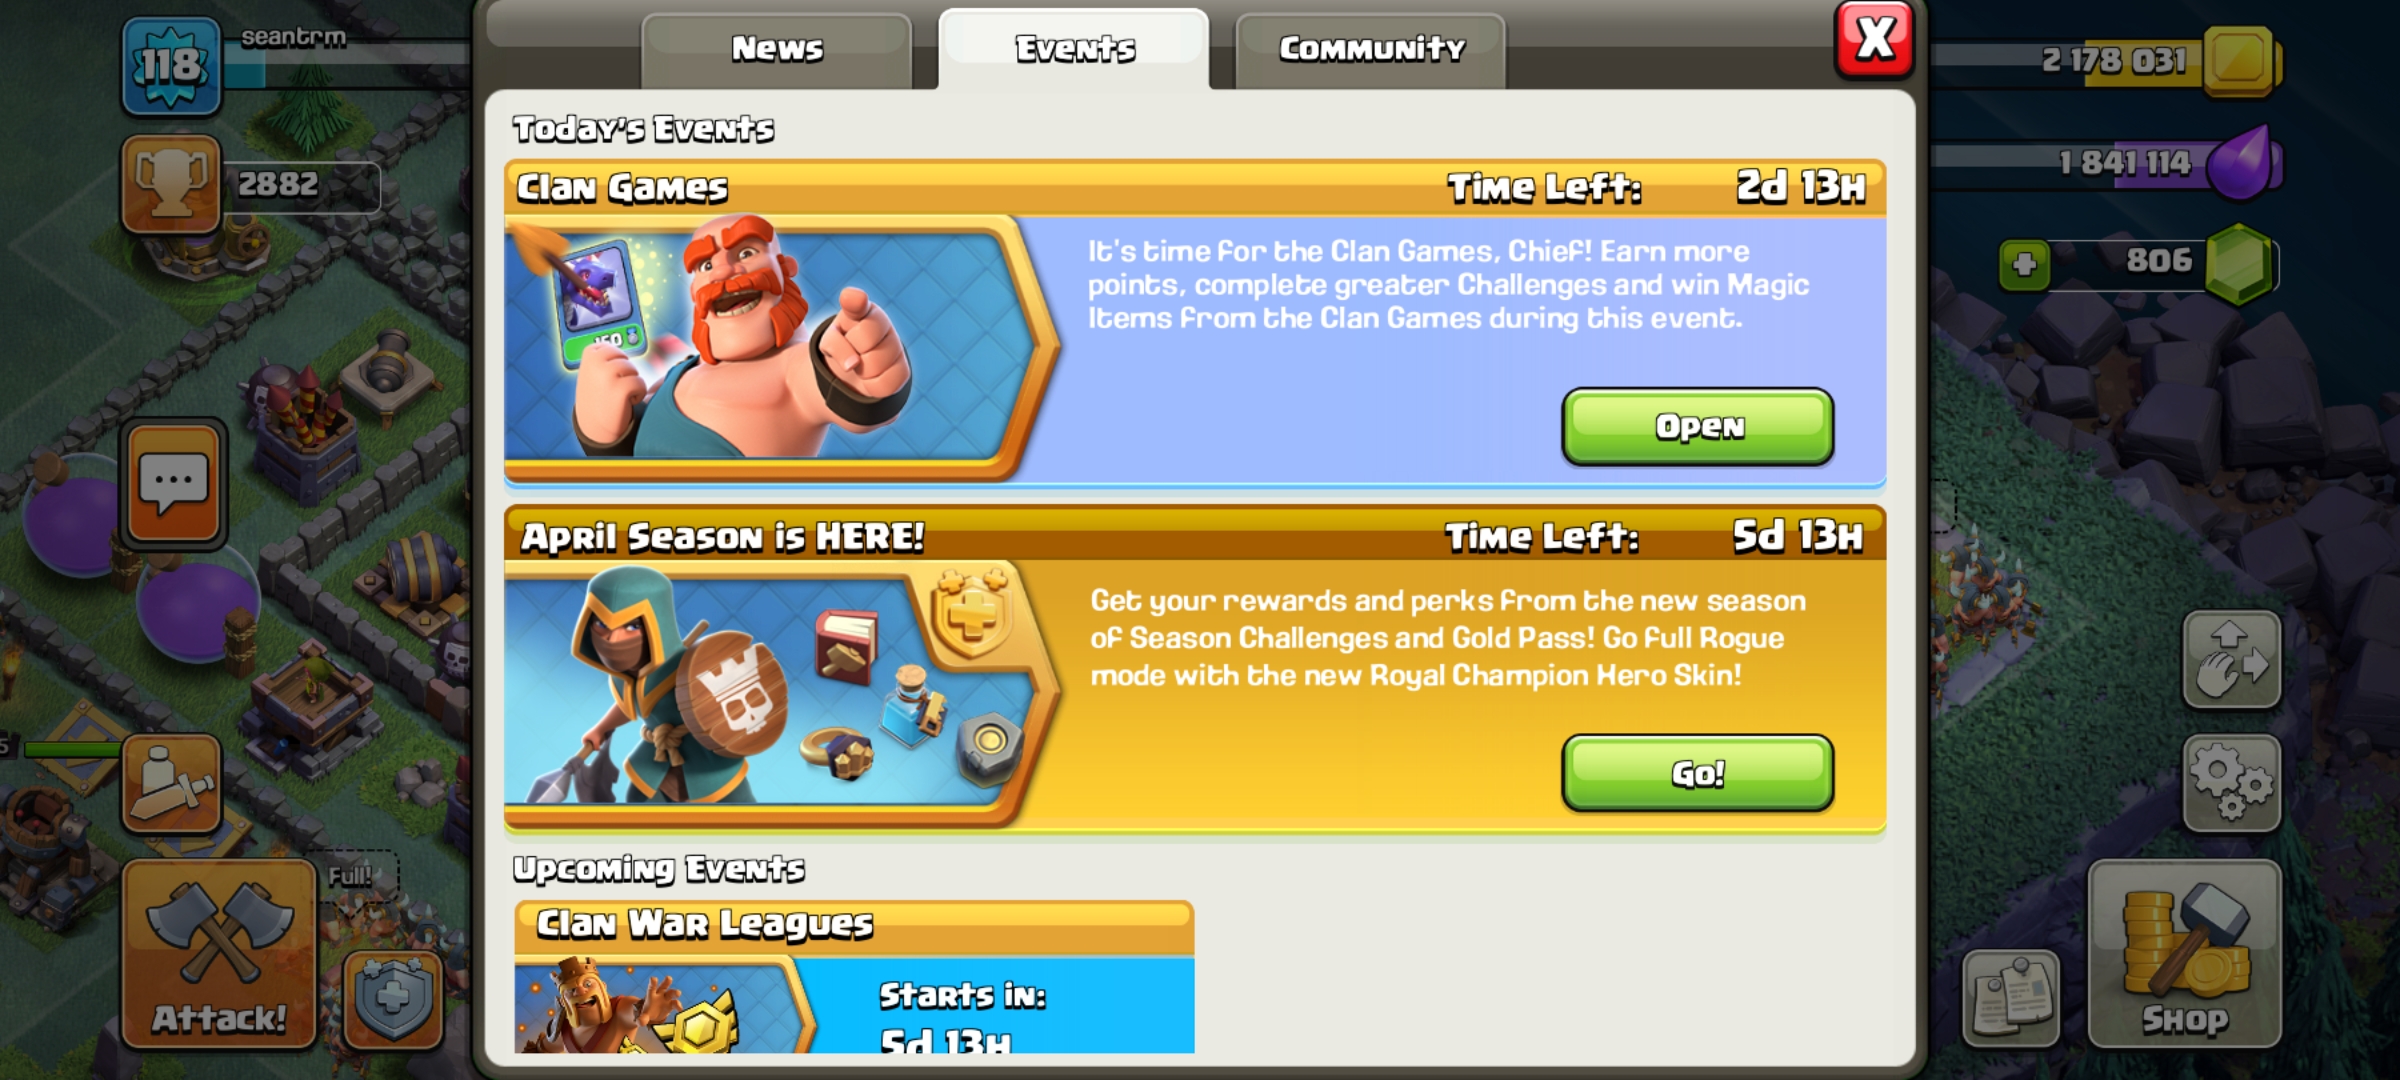 118
seantrm
2882
News
Events
Community
X
2 178 031
1 841 114
806
Today's Events
Clan Games
Time Left:
2d 13H
It's time for the Clan Games, Chief! Earn more
points, complete greater Challenges and win Magic
Items from the Clan Games during this event.
Open
April Season is HERE!
Time Left:
5d 13H
Get your rewards and perks from the new season
of Season Challenges and Gold Pass! Go full Rogue
mode with the new Royal Champion Hero Skin!
Go!
Upcoming Events
Clan War Leagues
Starts in:
5d 13H
Full!
Attack!
Shop